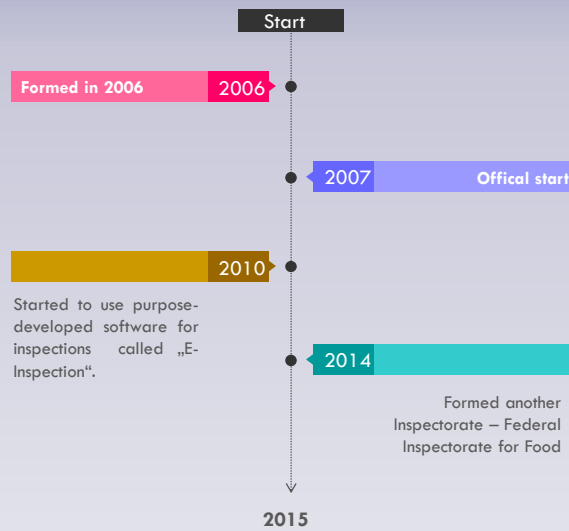 Start
Formed in 2006 2006
2007 Offical start
2010
Started to use purpose-
developed software for
inspections called „E-
Inspection“.
2014
Formed another
Inspectorate – Federal
Inspectorate for Food
2015